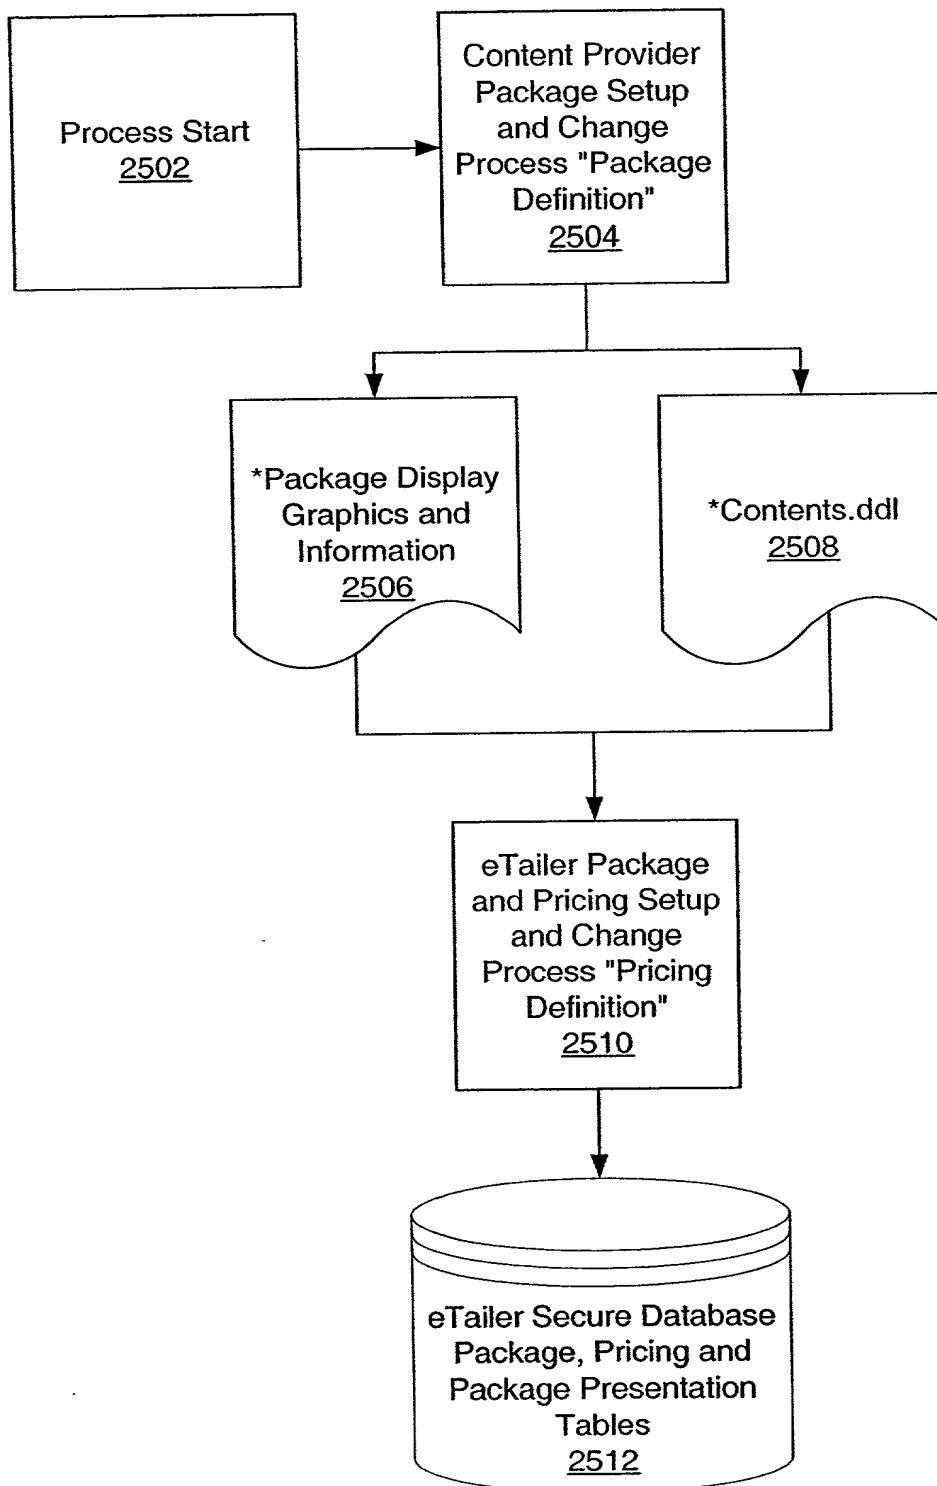 Process Start
2502
Content Provider
Package Setup
and Change
Process "Package
Definition"
2504
*Package Display
Graphics and
Information
2506
*Contents.ddl
2508
eTailer Package
and Pricing Setup
and Change
Process "Pricing
Definition"
2510
eTailer Secure Database
Package, Pricing and
Package Presentation
Tables
2512